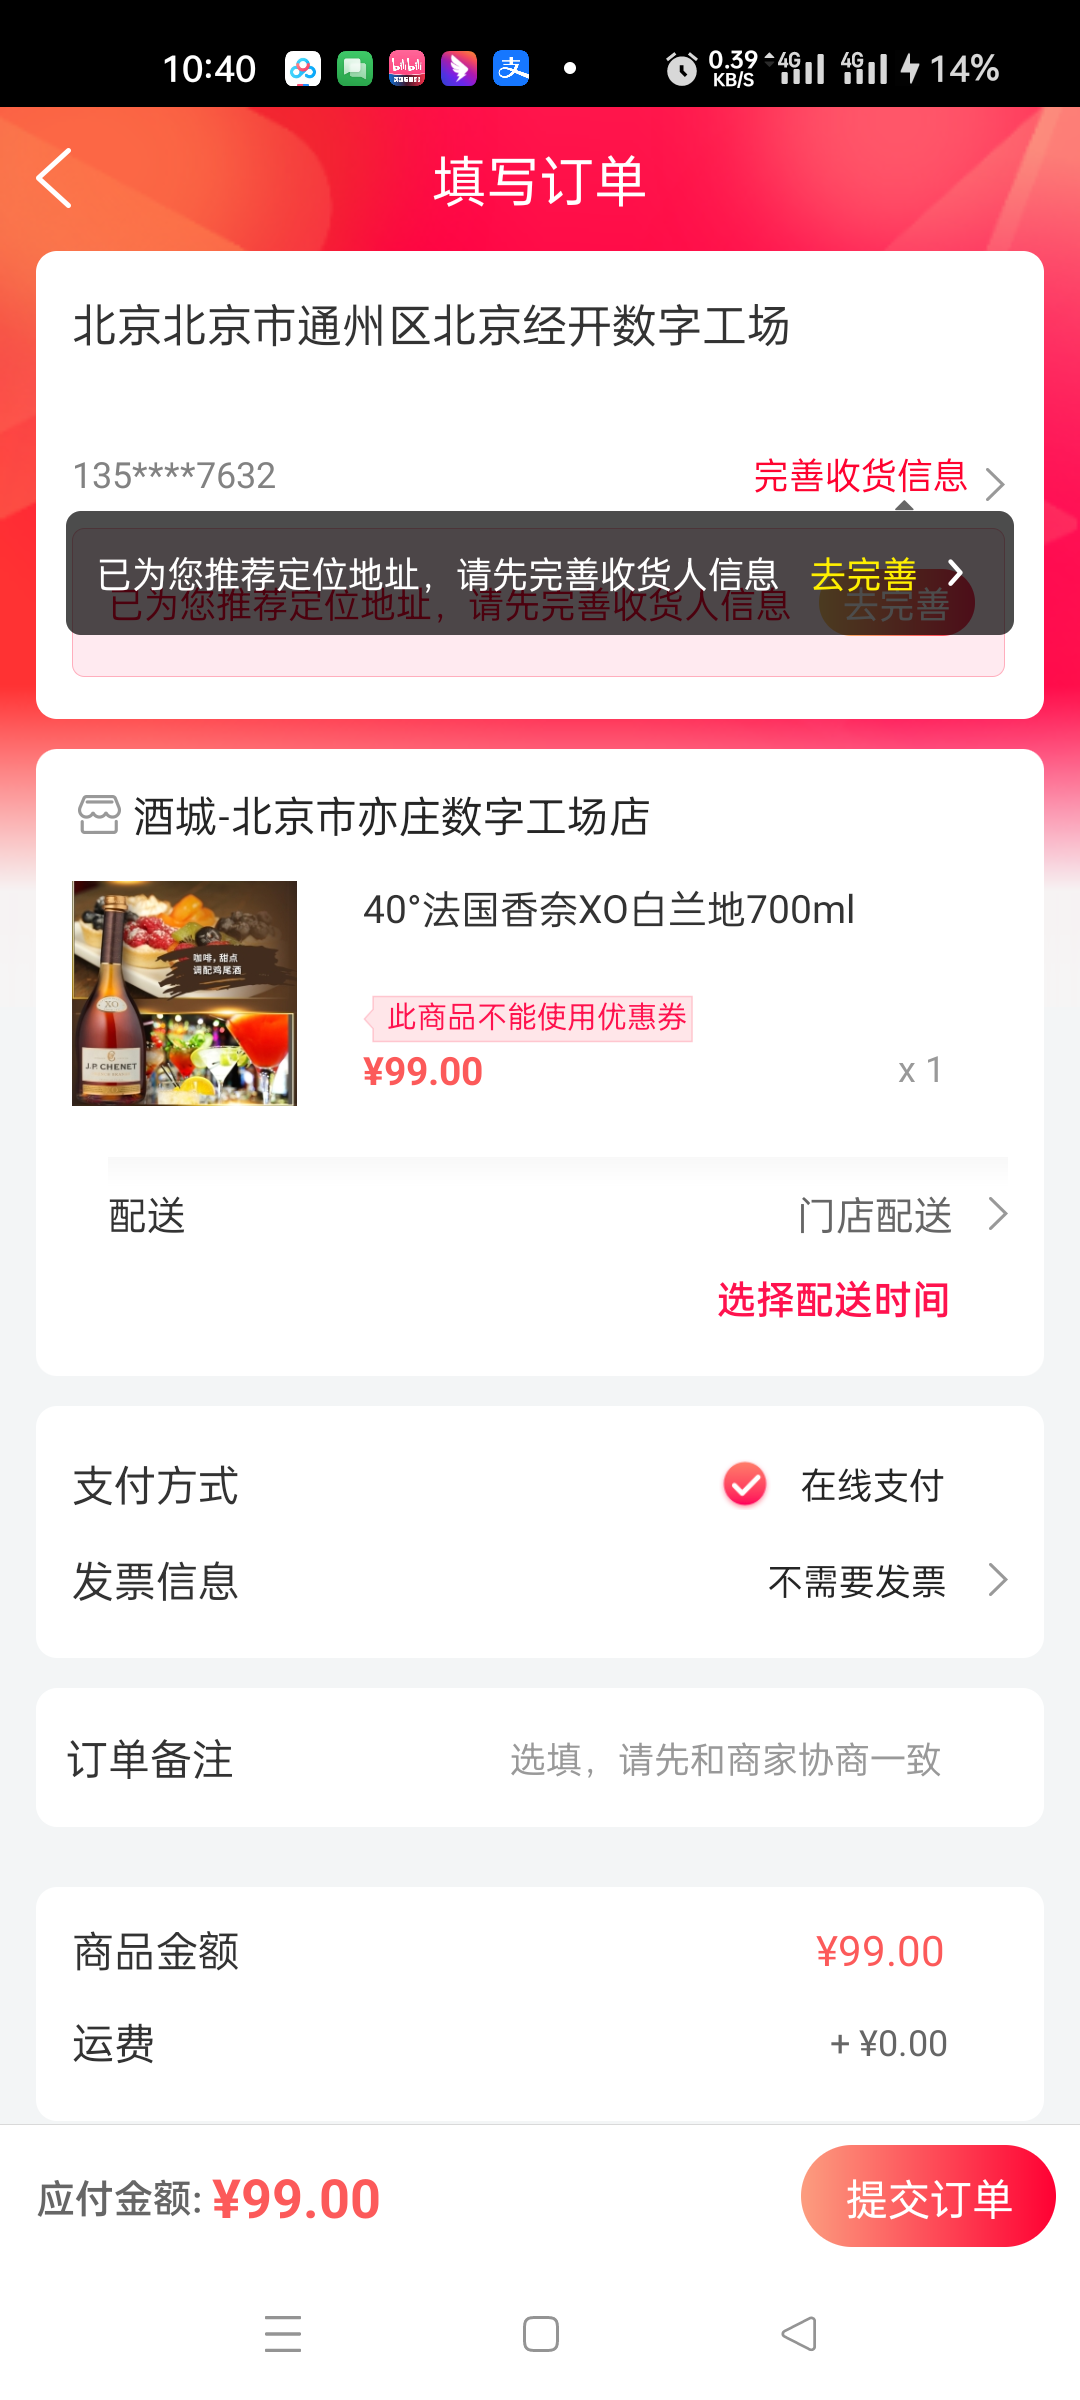 10:40
0.39
KB/S
4G
4G
14%
填写订单
北京北京市通州区北京经开数字工场
135****7632
完善收货信息
已为您推荐定位地址，请先完善收货人信息 去完善
已为您推荐定位地址，请先完善收货人信息 去完善
酒城-北京市亦庄数字工场店
40°法国香奈XO白兰地700ml
咖啡，甜点
调配鸡尾酒
XO
J.P. CHENET
此商品不能使用优惠券
¥99.00
x 1
配送
门店配送
选择配送时间
支付方式
在线支付
发票信息
不需要发票
订单备注
选填，请先和商家协商一致
商品金额
¥99.00
运费
+ ¥0.00
应付金额: ¥99.00
提交订单